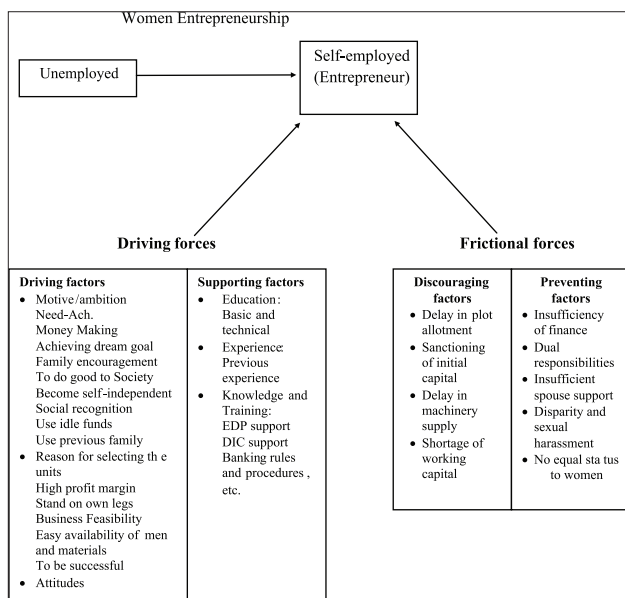 Women Entrepreneurship
Unemployed
Self-employed
(Entrepreneur)
Driving forces
Frictional forces
Driving factors
• Motive/ambition
Need-Ach.
Money Making
Achieving dream goal
Family encouragement
To do good to Society
Become self-independent
Social recognition
Use idle funds
Use previous family
• Reason for selecting th e
units
High profit margin
Stand on own legs
Business Feasibility
Easy availability of men
and materials
To be successful
• Attitudes
Supporting factors
• Education:
Basic and
technical
• Experience:
Previous
experience
• Knowledge and
Training:
EDP support
DIC support
Banking rules
and procedures ,
etc.
Discouraging
factors
• Delay in plot
allotment
• Sanctioning
of initial
capital
• Delay in
machinery
supply
• Shortage of
working
capital
Preventing
factors
• Insufficiency
of finance
• Dual
responsibilities
• Insufficient
spouse support
• Disparity and
sexual
harassment
• No equal sta tus
to women